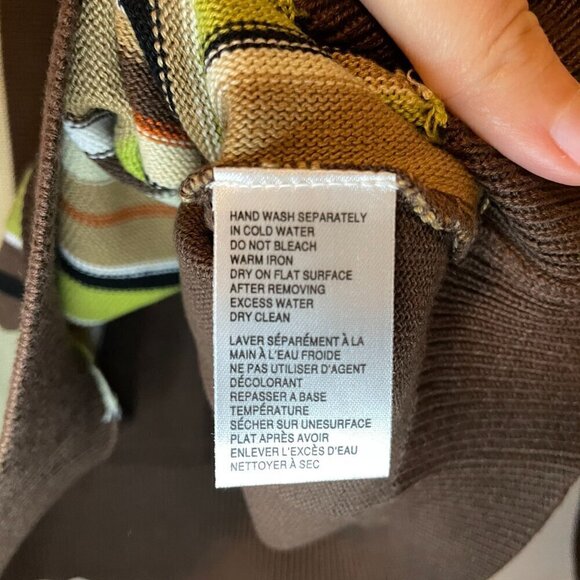 HAND WASH SEPARATELY
IN COLD WATER
DO NOT BLEACH
WARM IRON
DRY ON FLAT SURFACE
AFTER REMOVING
EXCESS WATER
DRY CLEAN
LAVER SÉPARÉMENT À LA
MAIN À L'EAU FROIDE
NE PAS UTILISER D'AGENT
DÉCOLORANT
REPASSER A BASE
TEMPÉRATURE
SÉCHER SUR UNESURFACE
PLAT APRÈS AVOIR
ENLEVER L'EXCÈS D'EAU
NETTOYER À SEC